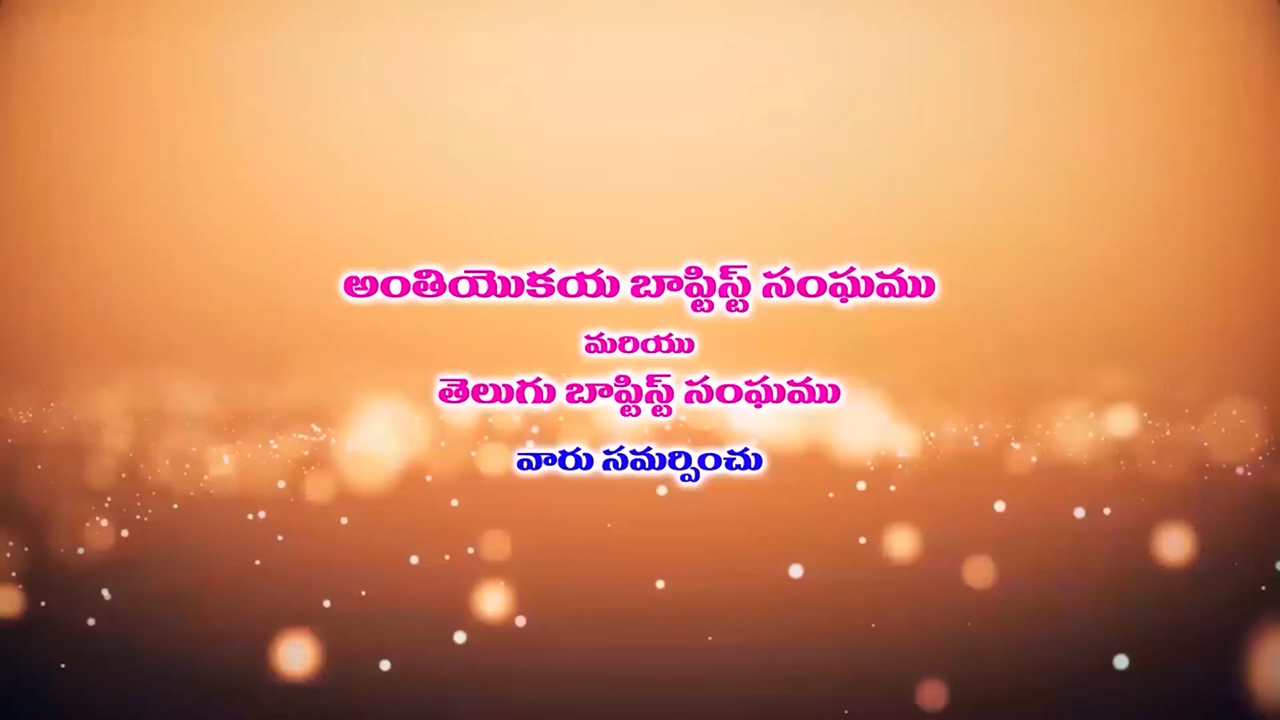 అంతియొకయ బాప్టిస్ట్ సంఘము
మరియు
తెలుగు బాప్టిస్ట్ సంఘము
వారు సమర్పించు